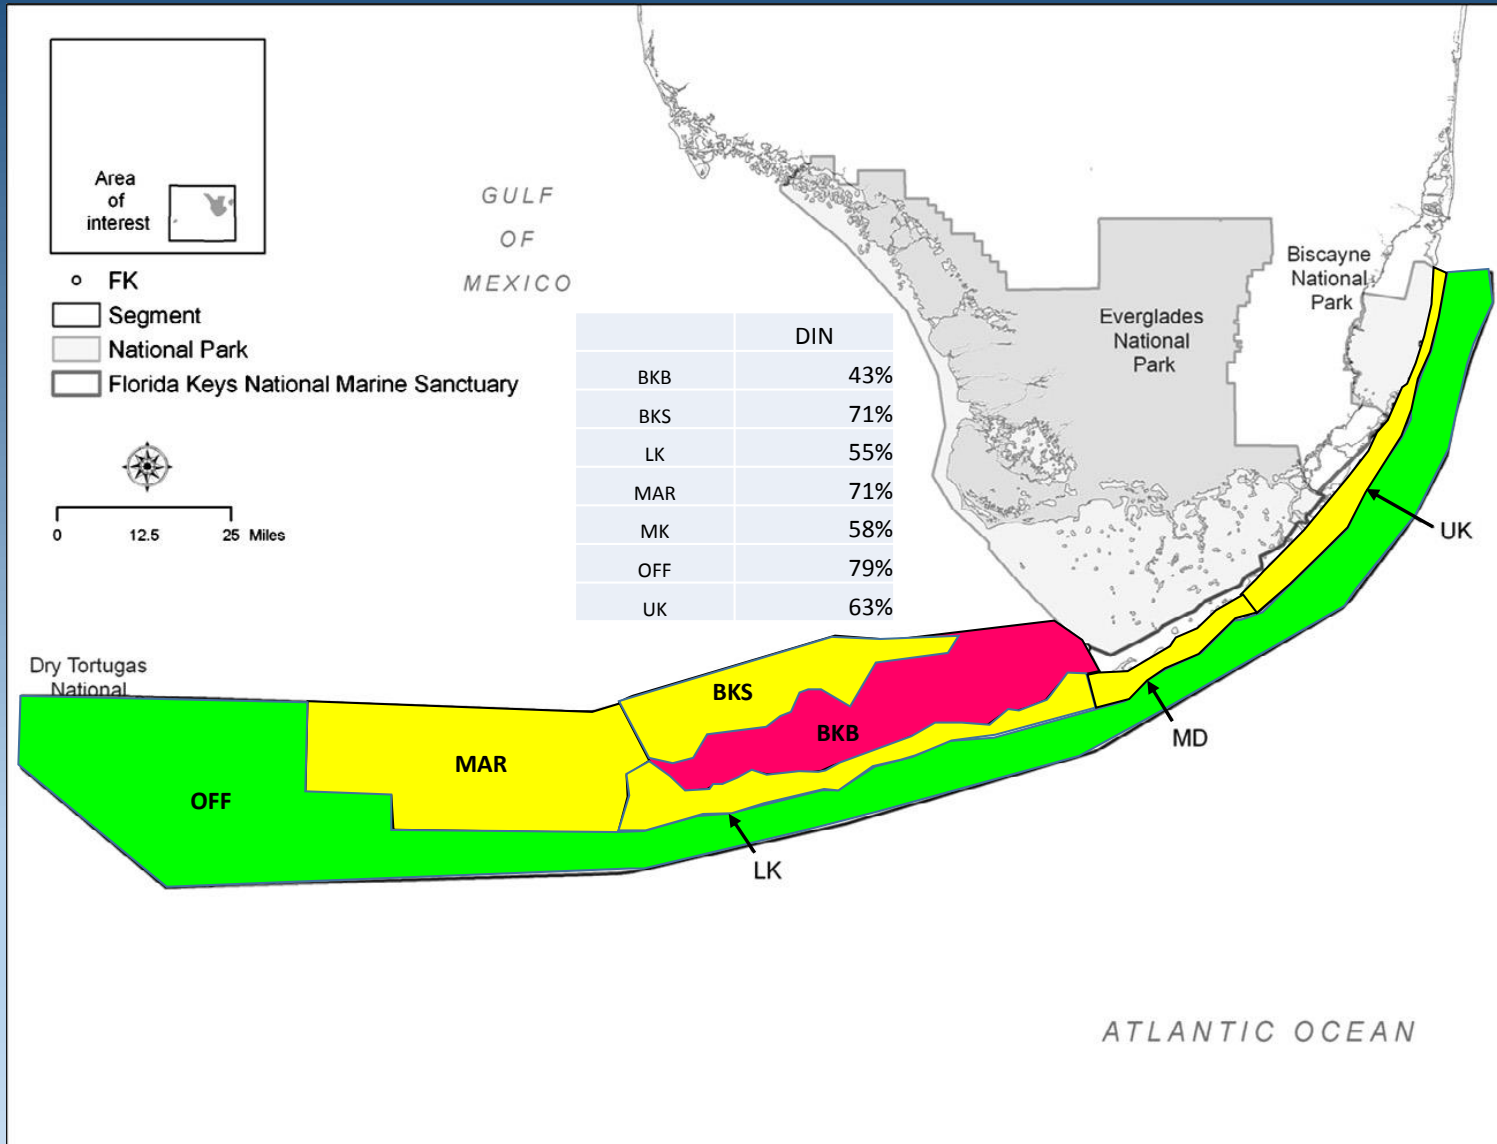 GULF
OF
MEXICO
Area
of
interest
FK
Segment
National Park
Florida Keys National Marine Sanctuary
0 12.5 25 Miles
DIN
BKB 43%
BKS 71%
LK 55%
MAR 71%
MK 58%
OFF 79%
UK 63%
Biscayne
National
Park
Everglades
National
Park
UK
Dry Tortugas
National
BKS
BKB
MD
MAR
OFF
LK
ATLANTIC OCEAN